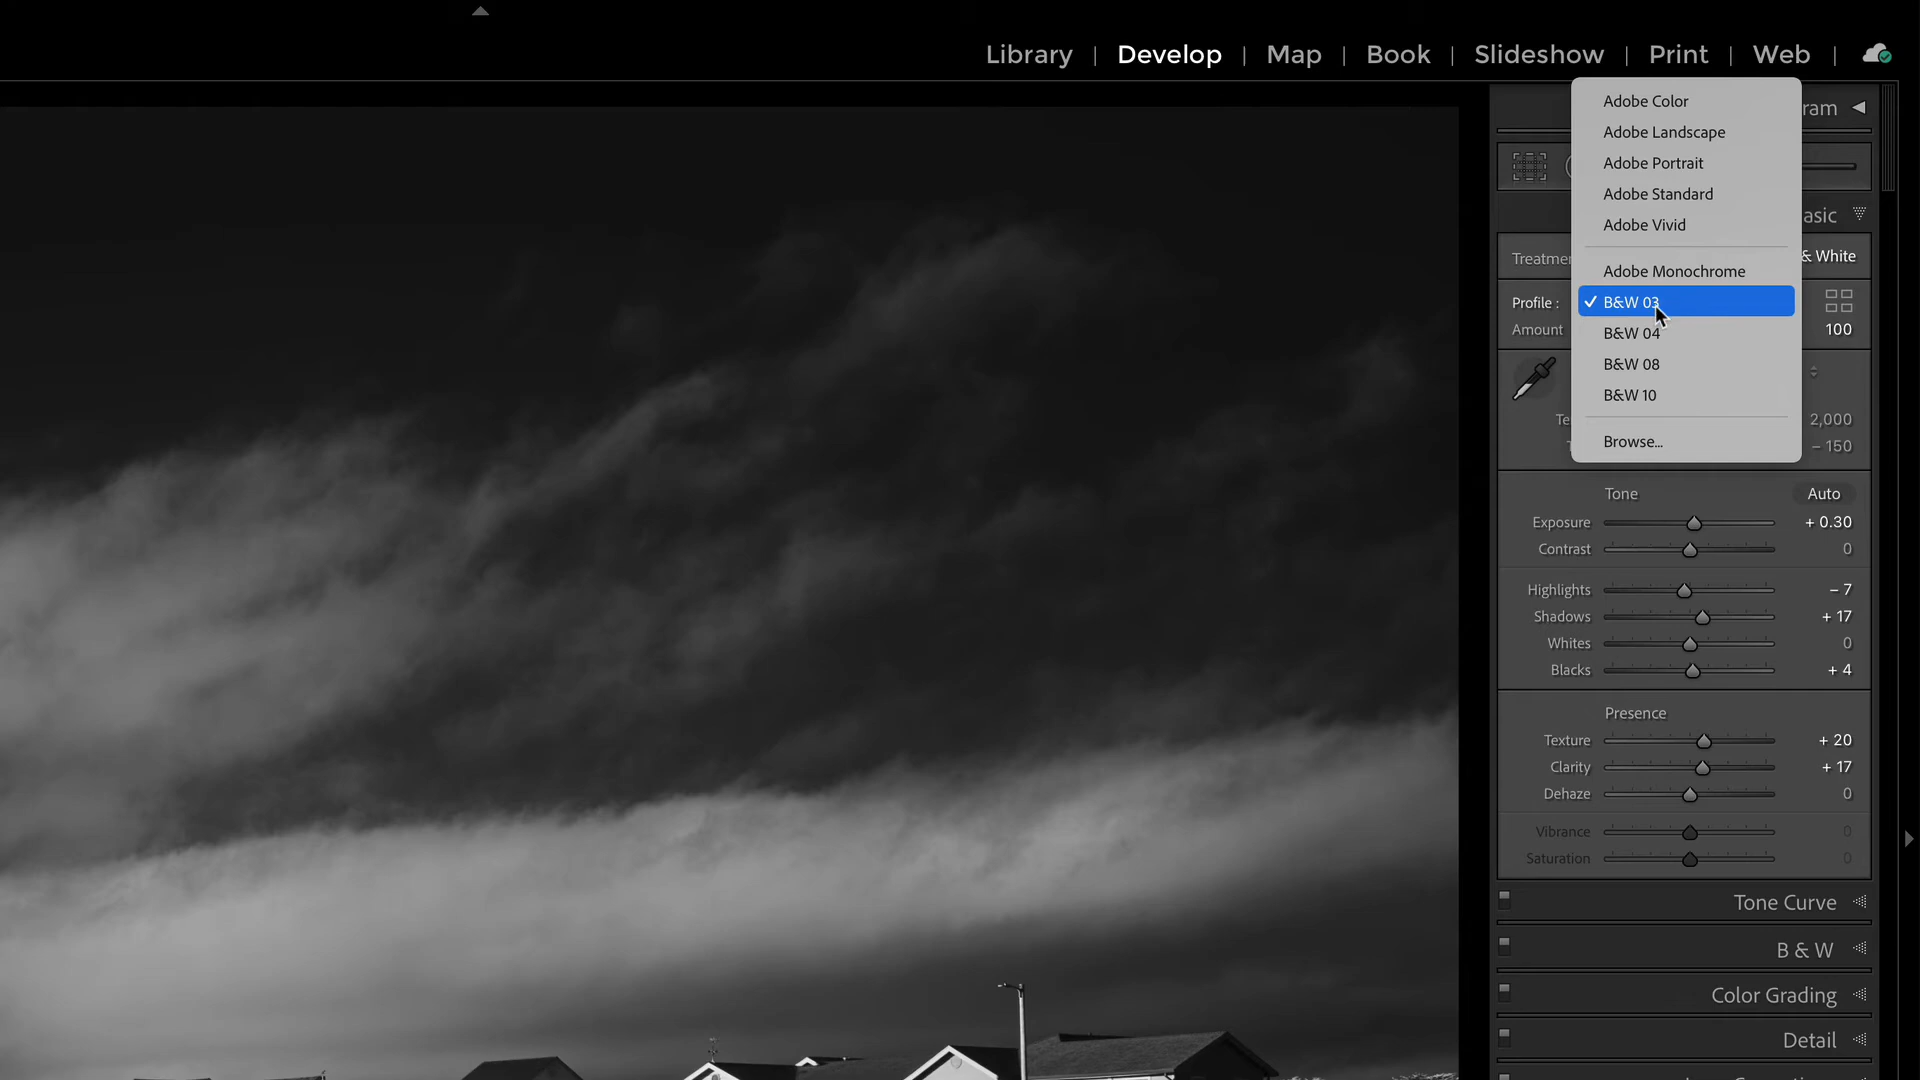 Library | Develop | Map | Book | Slideshow | Print | Web |
Adobe Color
Adobe Landscape
Adobe Portrait
Adobe Standard
Adobe Vivid
Adobe Monochrome
✓ B&W 03
B&W 04
B&W 08
B&W 10
Browse...
ram
asic
Treatme
& White
Profile :
Amount 100
Te 2,000
– 150
Tone Auto
Exposure + 0.30
Contrast 0
Highlights – 7
Shadows + 17
Whites 0
Blacks + 4
Presence
Texture + 20
Clarity + 17
Dehaze 0
Vibrance 0
Saturation 0
Tone Curve
B & W
Color Grading
Detail